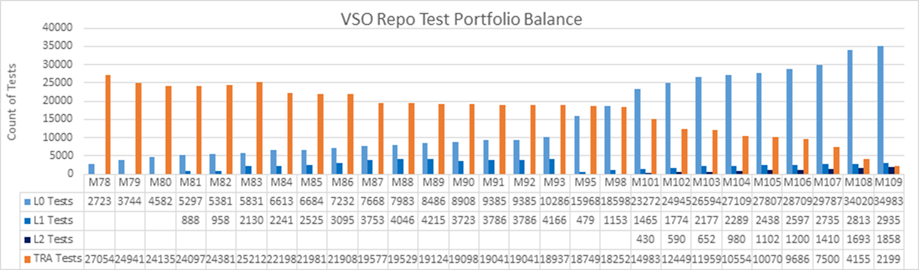 VSO Repo Test Portfolio Balance
Count of Tests
40000
35000
30000
25000
20000
15000
10000
5000
0
M78 M79 M80 M81 M82 M83 M84 M85 M86 M87 M88 M89 M90 M91 M92 M93 M95 M98 M101 M102 M103 M104 M105 M106 M107 M108 M109
L0 Tests 2723 3744 4582 5297 5381 5831 6613 6684 7232 7668 7983 8486 8908 9385 9385 10286 15968 18598 23272 24945 26594 27109 27807 28709 29787 34020 34983
L1 Tests 888 958 2130 2241 2525 3095 3753 4046 4215 3723 3786 3786 4166 479 1153 1465 1774 2177 2289 2438 2597 2735 2813 2935
L2 Tests 430 590 652 980 1102 1200 1410 1693 1858
TRA Tests 27054 24941 24135 24097 24381 25212 22198 21981 21908 19577 19529 19124 19098 19041 19041 18937 18749 18252 14983 12449 11959 10554 10070 9686 7500 4155 2199